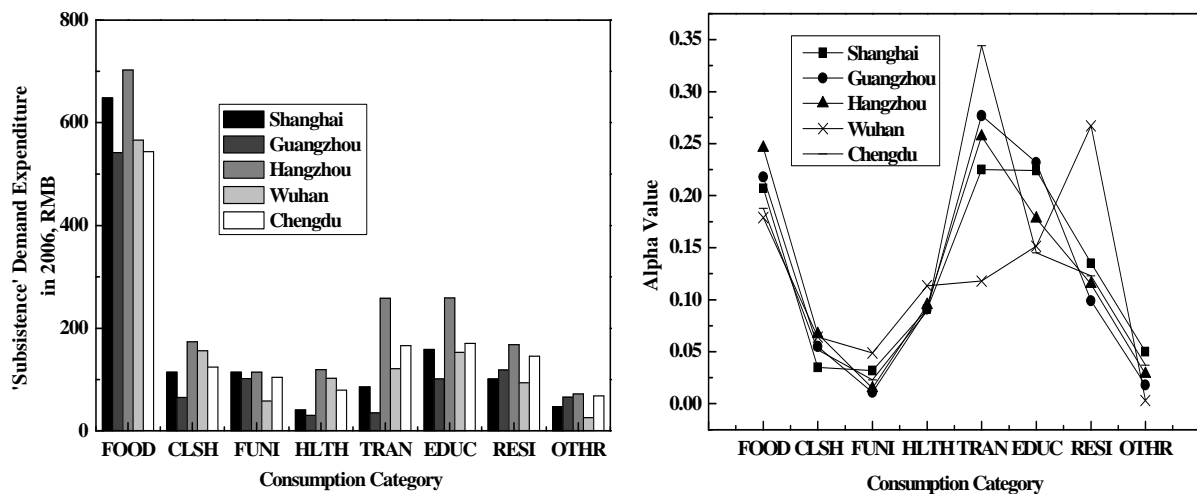 'Subsistence' Demand Expenditure
in 2006, RMB
800
600
400
200
0
Shanghai
Guangzhou
Hangzhou
Wuhan
Chengdu
FOOD CLSH FUNI HLTH TRAN EDUC RESI OTHR
Consumption Category
Alpha Value
0.35
0.30
0.25
0.20
0.15
0.10
0.05
0.00
Shanghai
Guangzhou
Hangzhou
Wuhan
Chengdu
FOOD CLSH FUNI HLTH TRAN EDUC RESI OTHR
Consumption Category